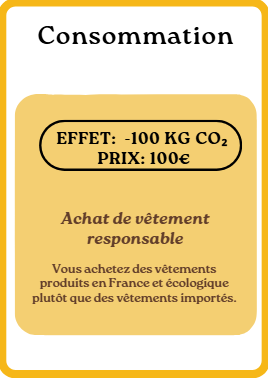 Consommation
EFFET: -100 KG CO₂
PRIX: 100€
Achat de vêtement
responsable
Vous achetez des vêtements
produits en France et écologique
plutôt que des vêtements importés.